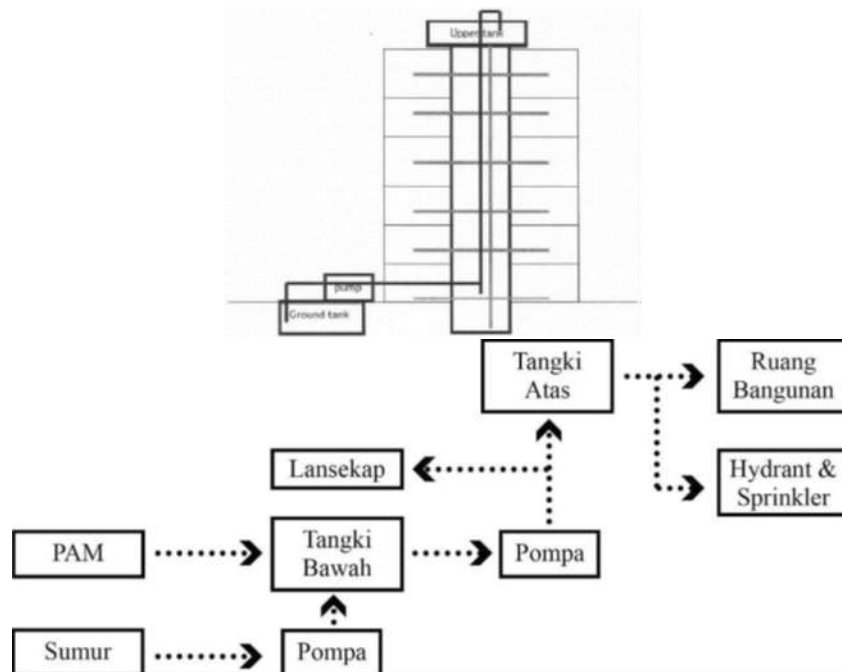 Upper tank
pump
Ground tank
Tangki
Atas
Ruang
Bangunan
Lansekap
Hydrant &
Sprinkler
PAM
Tangki
Bawah
Pompa
Sumur
Pompa